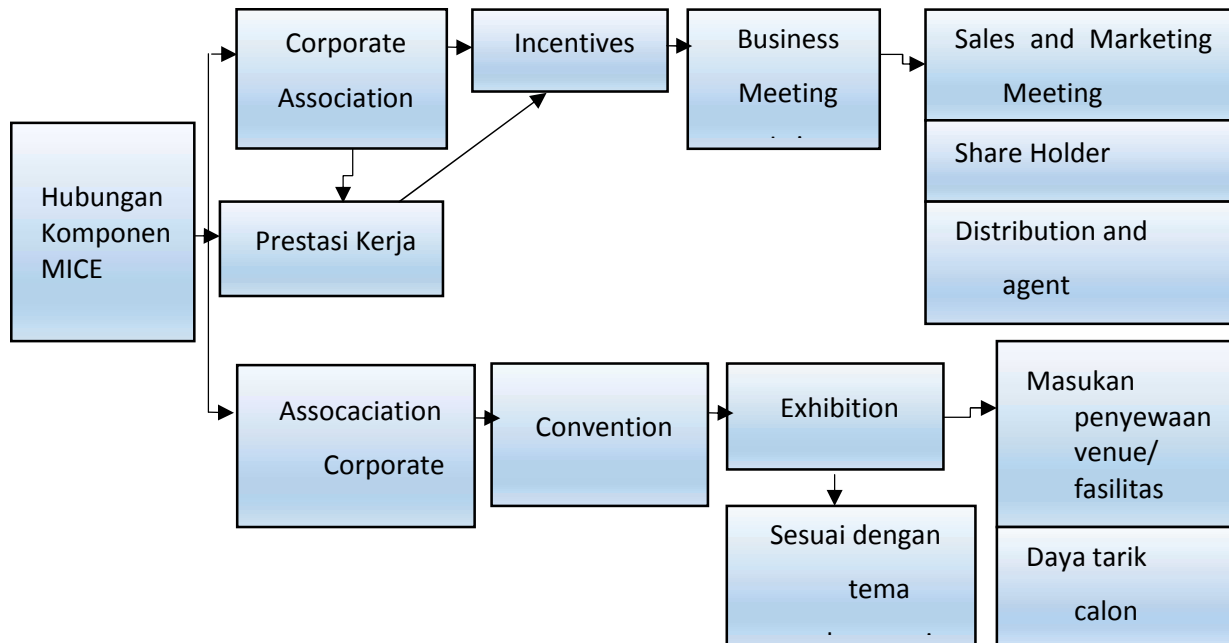 Corporate
Association
Incentives
Business
Meeting
Sales and Marketing
Meeting
Share Holder
Distribution and
agent
Hubungan
Komponen
MICE
Prestasi Kerja
Assocaciation
Corporate
Convention
Exhibition
Sesuai dengan
tema
Masukan
penyewaan
venue/
fasilitas
Daya tarik
calon